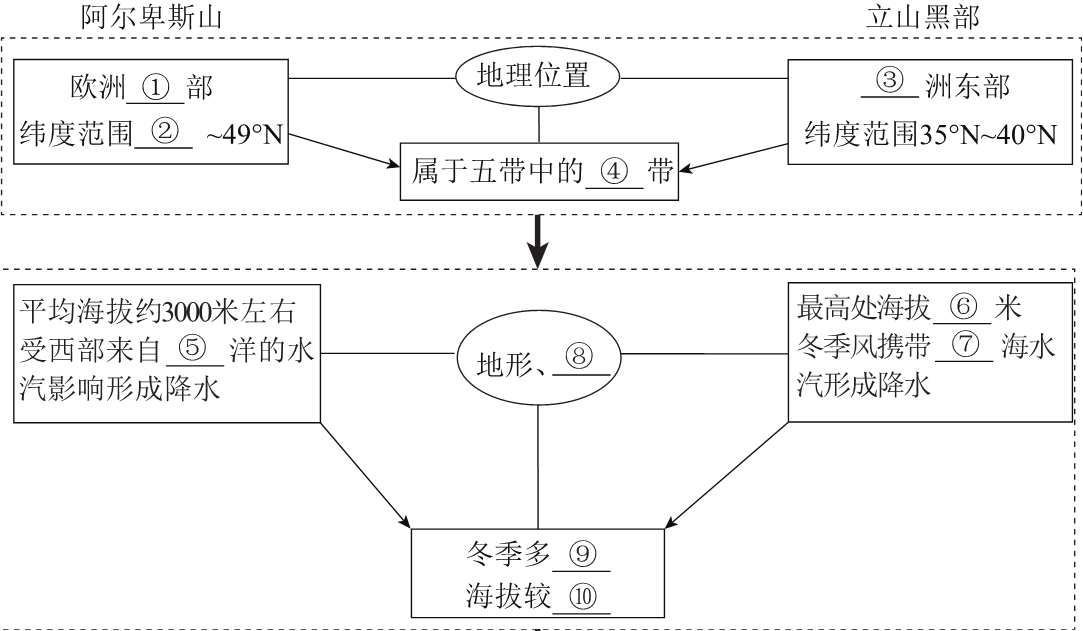 阿尔卑斯山
立山黑部
欧洲 ① 部
纬度范围 ② ~49°N
地理位置
③ 洲东部
纬度范围35°N~40°N
属于五带中的 ④ 带
平均海拔约3000米左右
受西部来自 ⑤ 洋的水
汽影响形成降水
地形、 ⑧
最高处海拔 ⑥ 米
冬季风携带 ⑦ 海水
汽形成降水
冬季多 ⑨
海拔较 ⑩